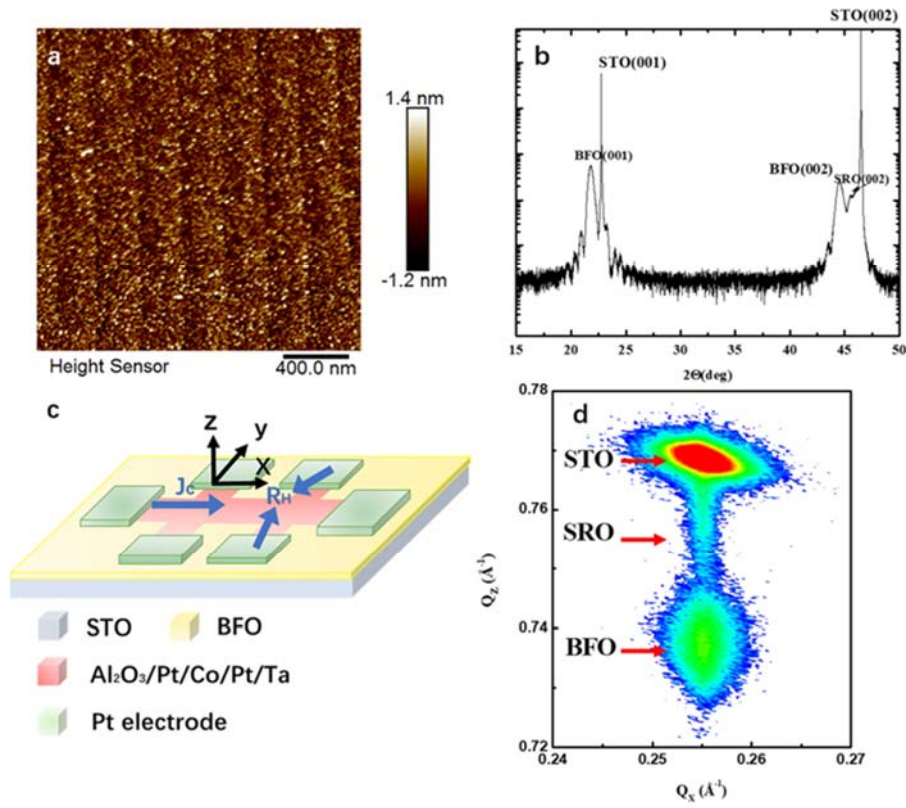 a
1.4 nm
-1.2 nm
Height Sensor
400.0 nm
b
STO(002)
STO(001)
BFO(001)
BFO(002)
SRO(002)
15 20 25 30 35 40 45 50
2Θ(deg)
c
z
y
X
Jc
RH
STO
BFO
Al₂O₃/Pt/Co/Pt/Ta
Pt electrode
d
0.78
0.76
0.74
0.72
Qz (Å⁻¹)
STO
SRO
BFO
0.24 0.25 0.26 0.27
Qx (Å⁻¹)